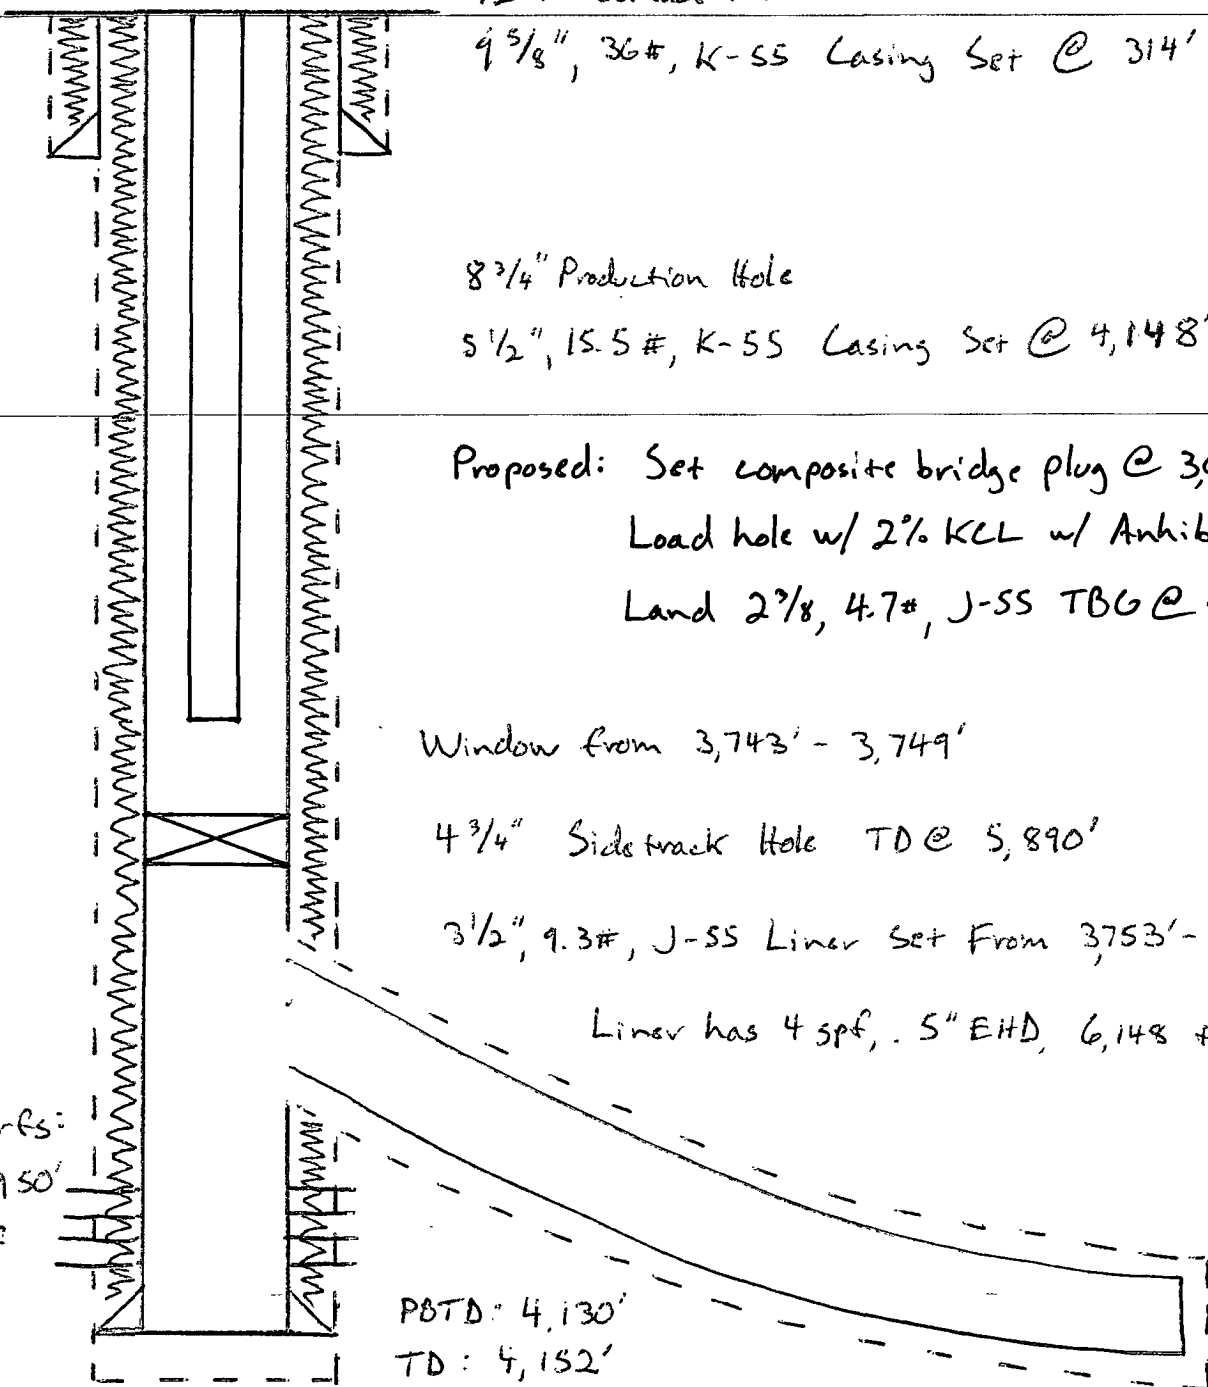 9 5/8", 36#, K-55 Casing Set @ 314'
8 3/4" Production Hole
5 1/2", 15.5#, K-55 Casing Set @ 4,148'
Proposed: Set composite bridge plug @
Load hole w/ 2% KCL w/
Land 2 3/8, 4.7#, J-55 TBG @
Window from 3,743' - 3,749'
4 3/4" Sidetrack Hole TD @ 5,890'
3 1/2", 9.3#, J-55 Liner Set From 3,753' -
Liner has 4 spf, .5" EHD, 6,148
PBTD: 4,130'
TD: 4,152'